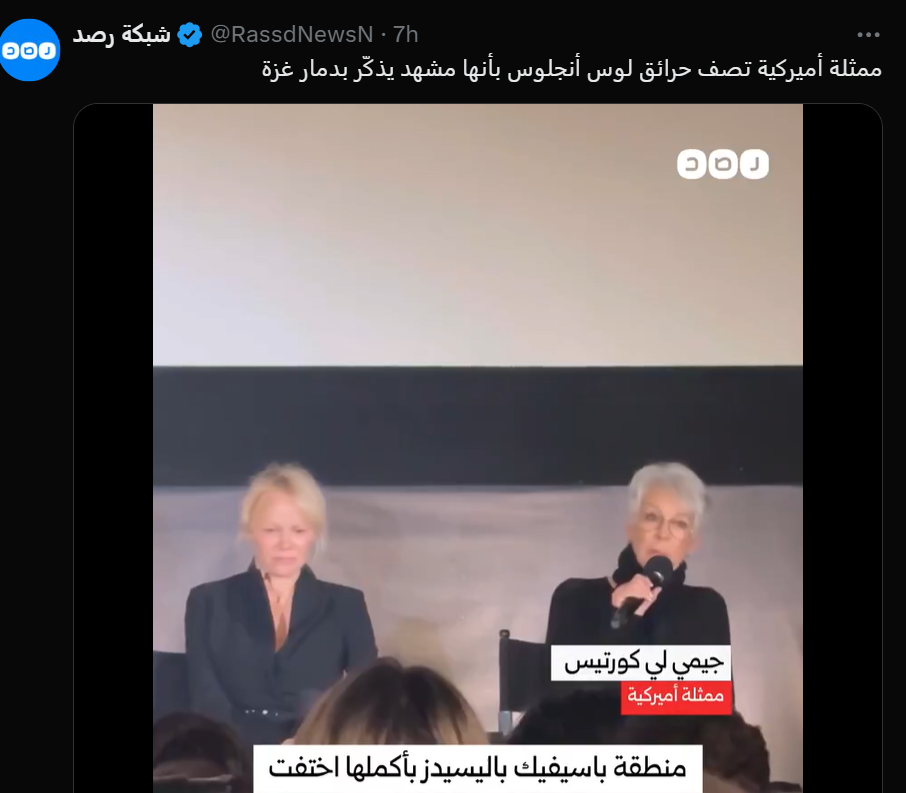 شبكة رصد @RassdNewsN · 7h
ممثلة أميركية تصف حرائق لوس أنجلوس بأنها مشهد يذكّر بدمار غزة
رصد
جيمي لي كورتيس
ممثلة أميركية
منطقة باسيفيك باليسيدز بأكملها اختفت